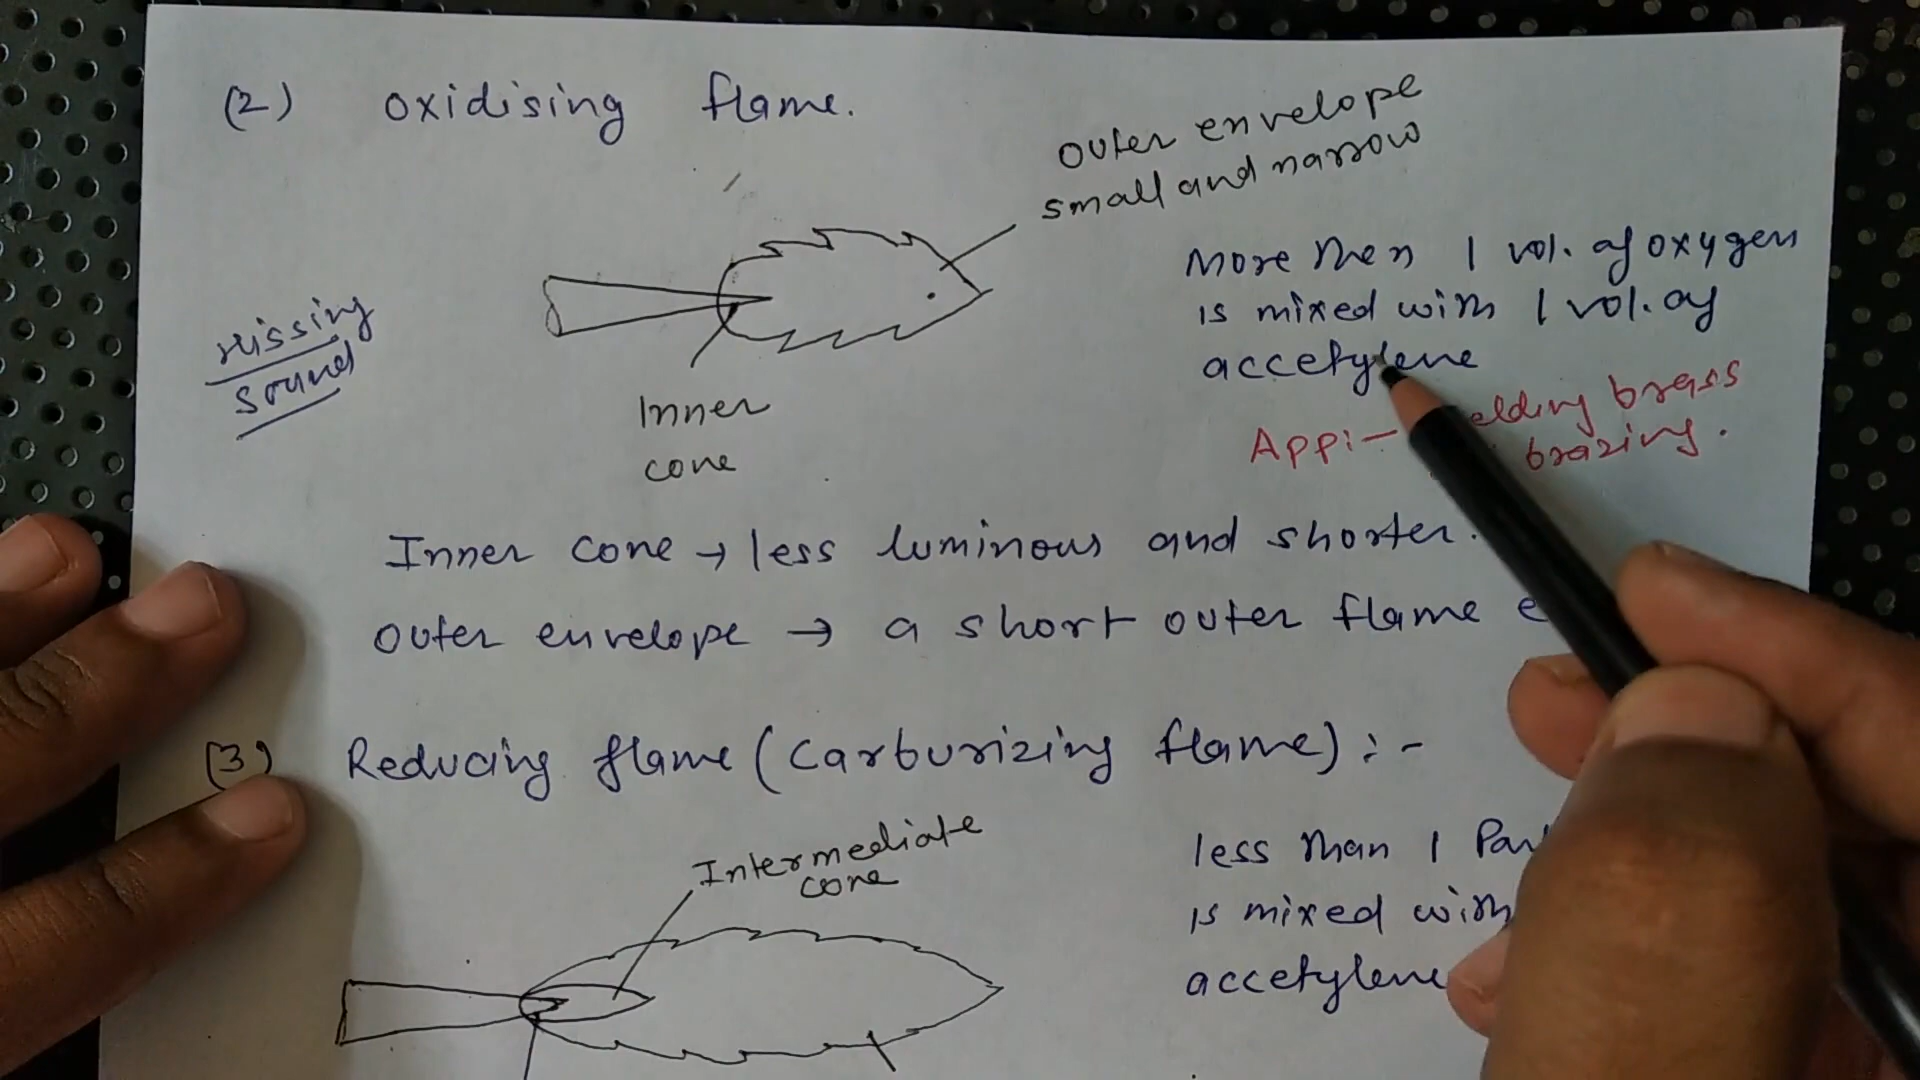 (2) oxidising flame.
outer envelope
small and narrow
More then 1 vol. of oxygen
is mixed with 1 vol. of
accetylene
Hissing
sound
Inner
cone
App:- elding brass
brazing.
Inner cone → less luminous and shorter.
outer envelope → a short outer flame e
(3) Reducing flame (carburizing flame) :-
Intermediate
cone
less than 1 Par
is mixed with
accetylene